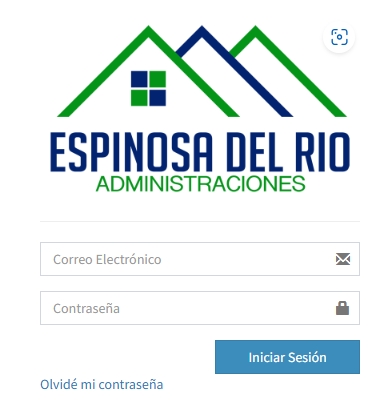 ESPINOSA DEL RIO
ADMINISTRACIONES
Correo Electrónico
Contraseña
Iniciar Sesión
Olvidé mi contraseña